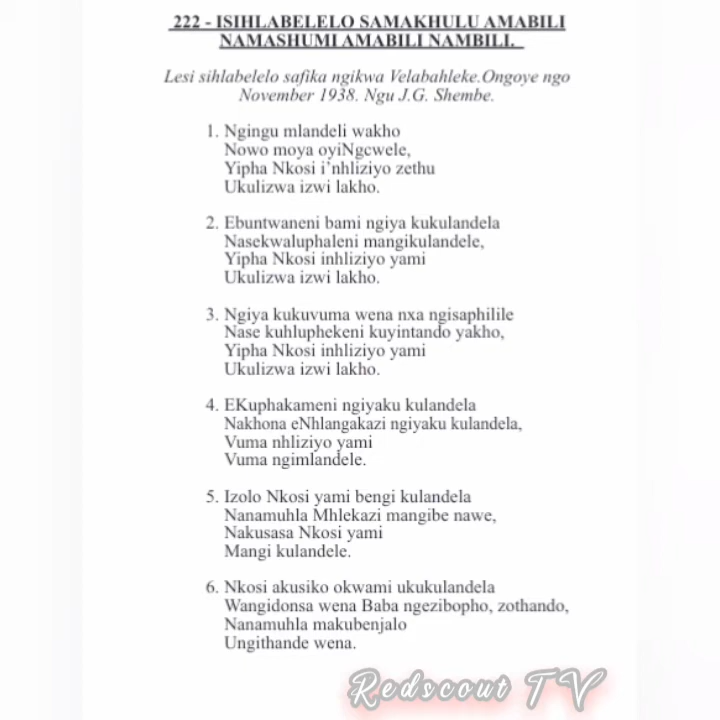 222 - ISIHLABELELO SAMAKHULU AMABILI
NAMASHUMI AMABILI NAMBILI.
Lesi sihlabelelo safika ngikwa Velabahleke.Ongoye ngo
November 1938. Ngu J.G. Shembe.
1. Ngingu mlandeli wakho
Nowo moya oyiNgcwele,
Yipha Nkosi i'nhliziyo zethu
Ukulizwa izwi lakho.
2. Ebuntwaneni bami ngiya kukulandela
Nasekwaluphaleni mangikulandele,
Yipha Nkosi inhliziyo yami
Ukulizwa izwi lakho.
3. Ngiya kukuvuma wena nxa ngisaphilile
Nase kuhluphekeni kuyintando yakho,
Yipha Nkosi inhliziyo yami
Ukulizwa izwi lakho.
4. EKuphakameni ngiyaku kulandela
Nakhona eNhlangakazi ngiyaku kulandela,
Vuma nhliziyo yami
Vuma ngimlandele.
5. Izolo Nkosi yami bengi kulandela
Nanamuhla Mhlekazi mangibe nawe,
Nakusasa Nkosi yami
Mangi kulandele.
6. Nkosi akusiko okwami ukukulandela
Wangidonsa wena Baba ngezibopho, zothando,
Nanamuhla makubenjalo
Ungithande wena.
Redscout TV